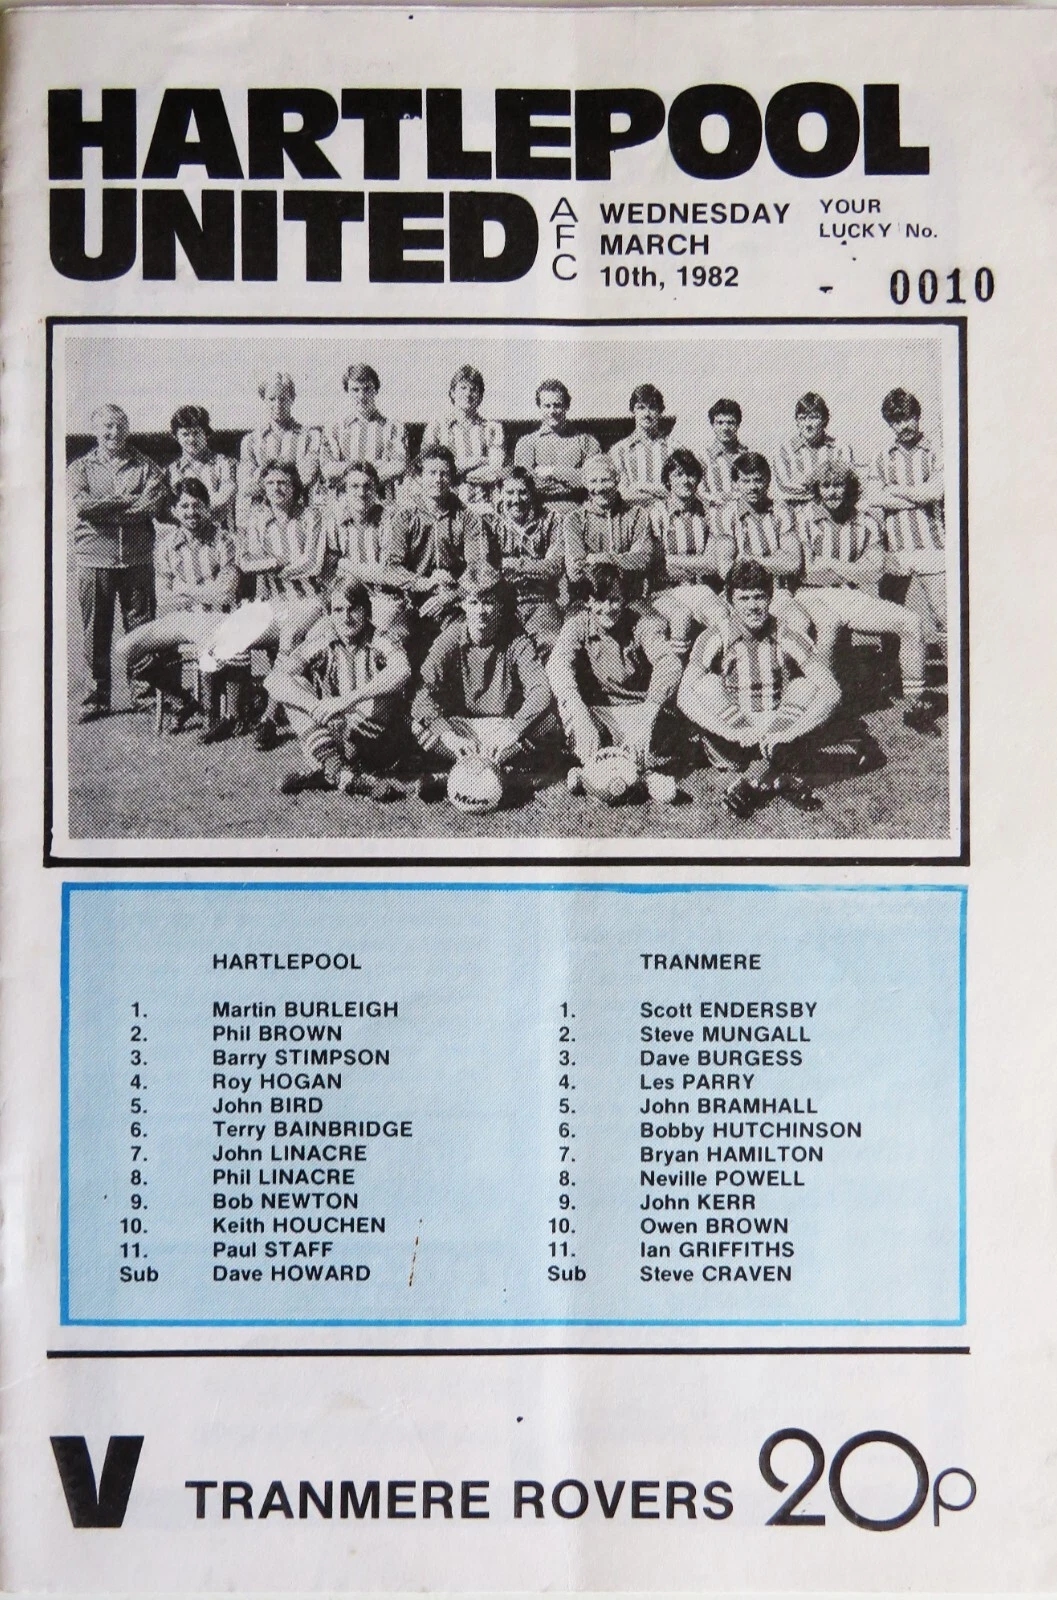 HARTLEPOOL
UNITED
AFC
WEDNESDAY
MARCH
10th, 1982
YOUR
LUCKY No.
0010
Mitre
HARTLEPOOL
1. Martin BURLEIGH
2. Phil BROWN
3. Barry STIMPSON
4. Roy HOGAN
5. John BIRD
6. Terry BAINBRIDGE
7. John LINACRE
8. Phil LINACRE
9. Bob NEWTON
10. Keith HOUCHEN
11. Paul STAFF
Sub Dave HOWARD
TRANMERE
1. Scott ENDERSBY
2. Steve MUNGALL
3. Dave BURGESS
4. Les PARRY
5. John BRAMHALL
6. Bobby HUTCHINSON
7. Bryan HAMILTON
8. Neville POWELL
9. John KERR
10. Owen BROWN
11. Ian GRIFFITHS
Sub Steve CRAVEN
V TRANMERE ROVERS 20p